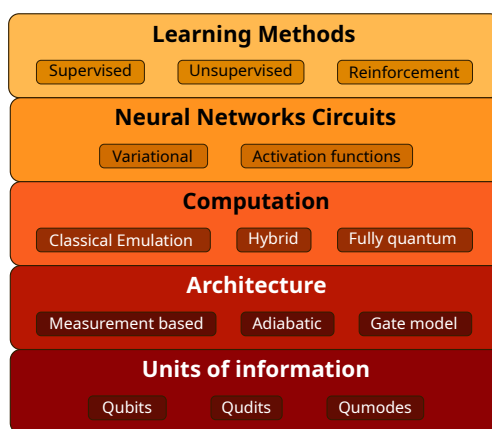 Learning Methods
Supervised Unsupervised Reinforcement
Neural Networks Circuits
Variational Activation functions
Computation
Classical Emulation Hybrid Fully quantum
Architecture
Measurement based Adiabatic Gate model
Units of information
Qubits Qudits Qumodes